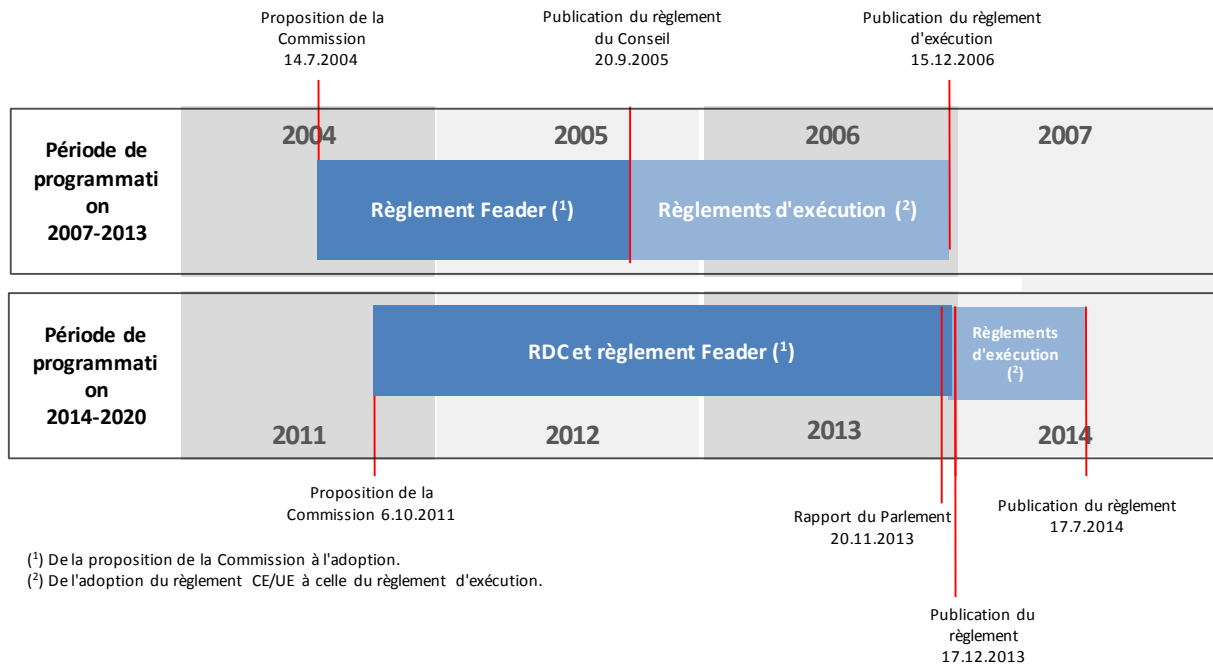 Proposition de la
Commission
14.7.2004
Publication du règlement
du Conseil
20.9.2005
Publication du règlement
d'exécution
15.12.2006
Période de
programmati
on
2007-2013
2004
2005
2006
2007
Règlement Feader (¹)
Règlements d'exécution (²)
Période de
programmati
on
2014-2020
RDC et règlement Feader (¹)
Règlements
d'exécution
(²)
2011
2012
2013
2014
Proposition de la
Commission 6.10.2011
Rapport du Parlement
20.11.2013
Publication du règlement
17.7.2014
(¹) De la proposition de la Commission à l'adoption.
(²) De l'adoption du règlement CE/UE à celle du règlement d'exécution.
Publication du
règlement
17.12.2013